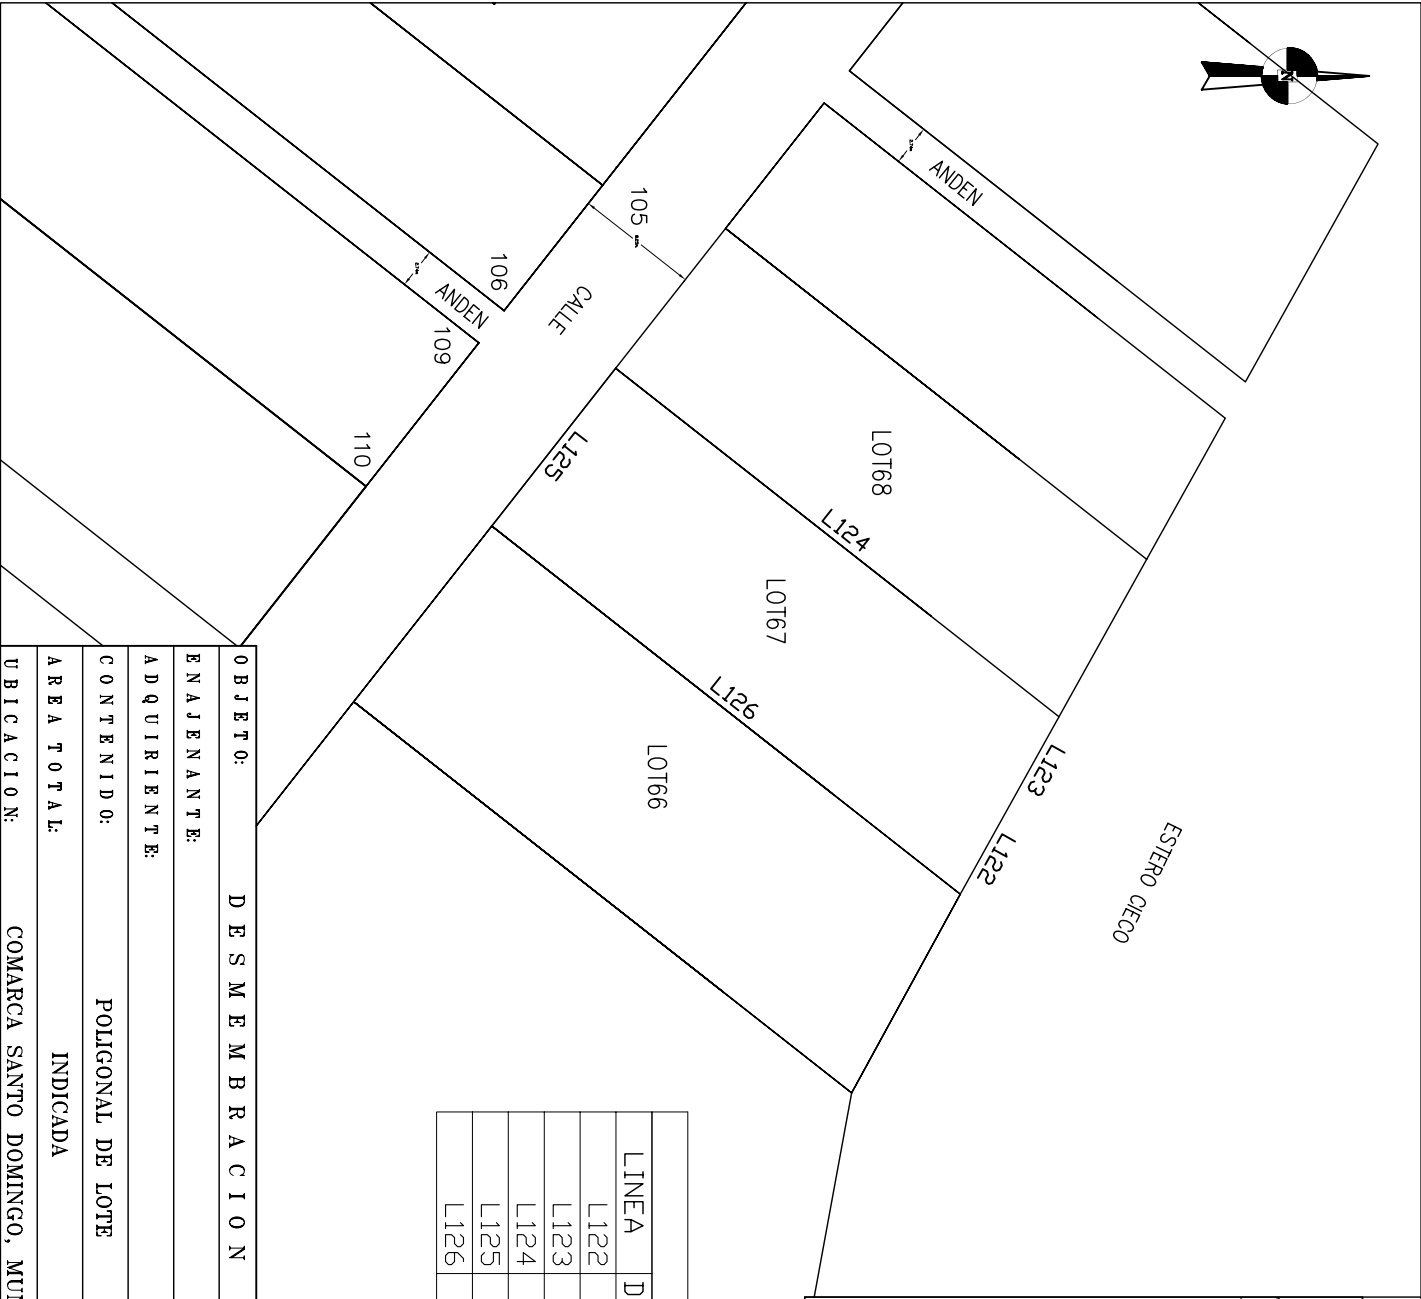 N
ANDEN
105
106
CALLE
ANDEN
109
110
LOT68
L125
L124
LOT67
L126
LOT66
L123
L122
ESTERO CIECO
LINEA D
L122
L123
L124
L125
L126
OBJETO: DESMEMBRACION
ENAJENANTE:
ADQUIRIENTE:
CONTENIDO: POLIGONAL DE LOTE
AREA TOTAL: INDICADA
UBICACION: COMARCA SANTO DOMINGO, MUN